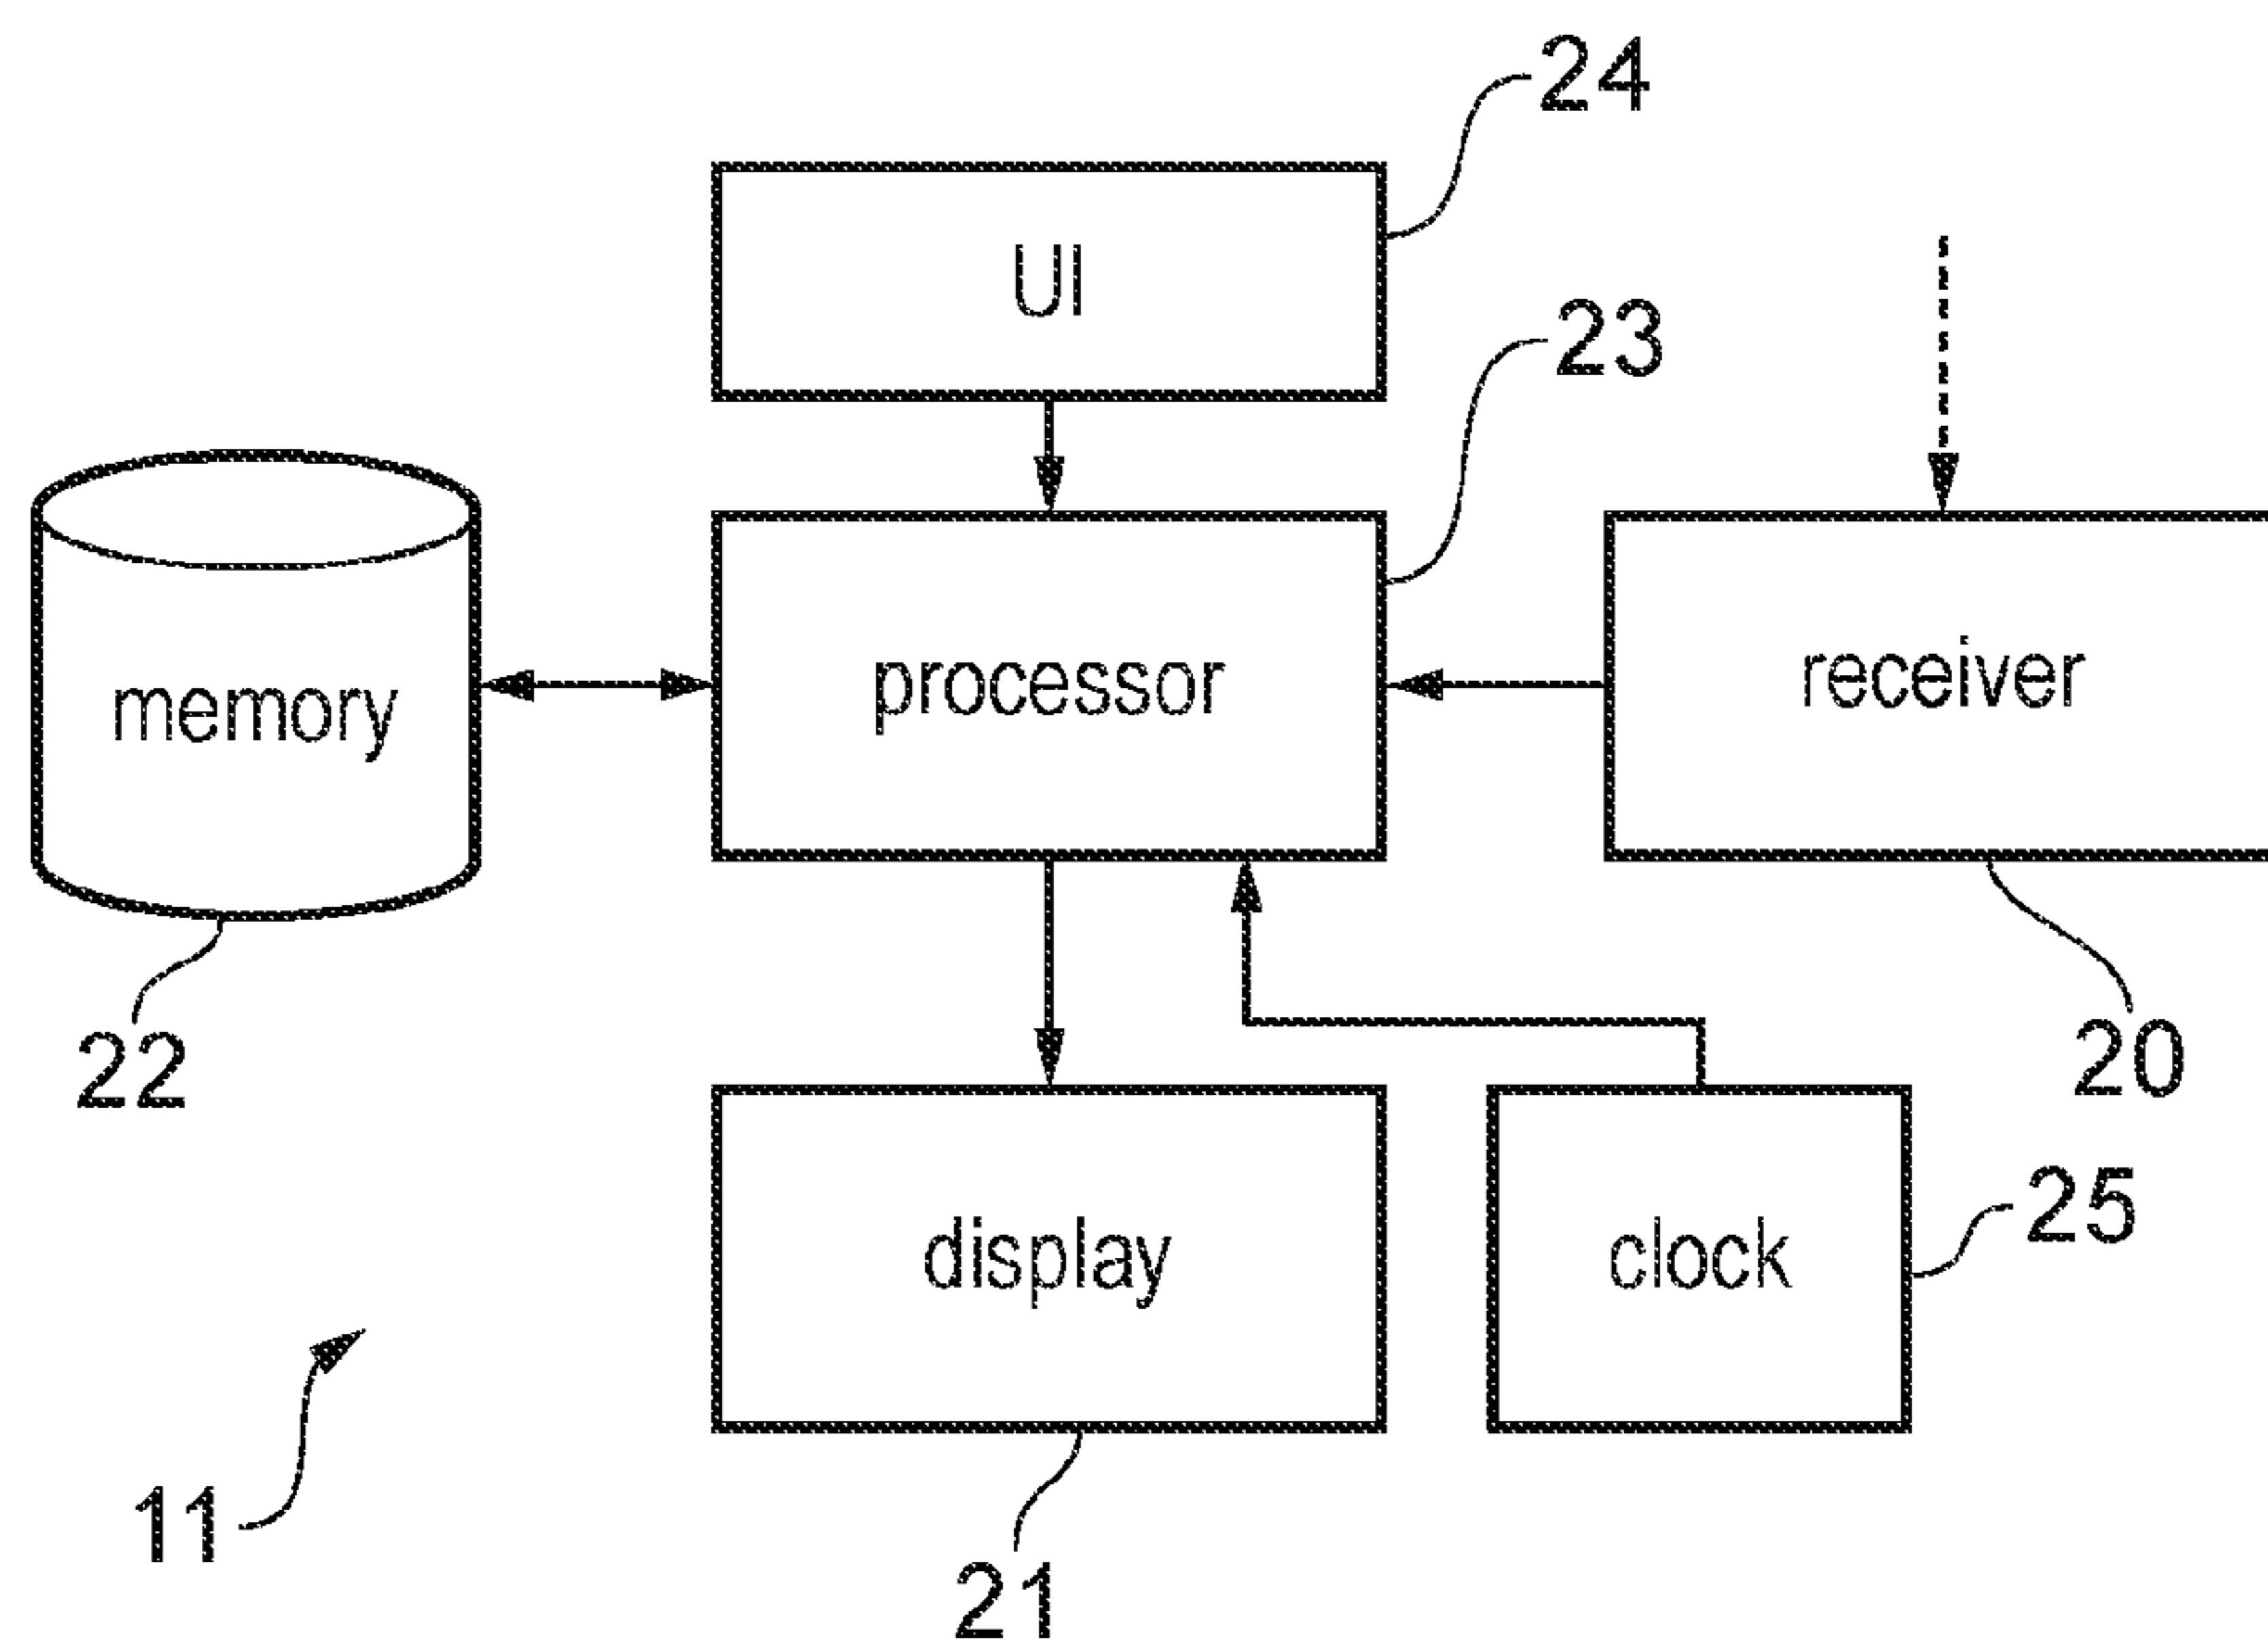 24
UI
23
memory
processor
receiver
22
20
display
clock
25
11
21